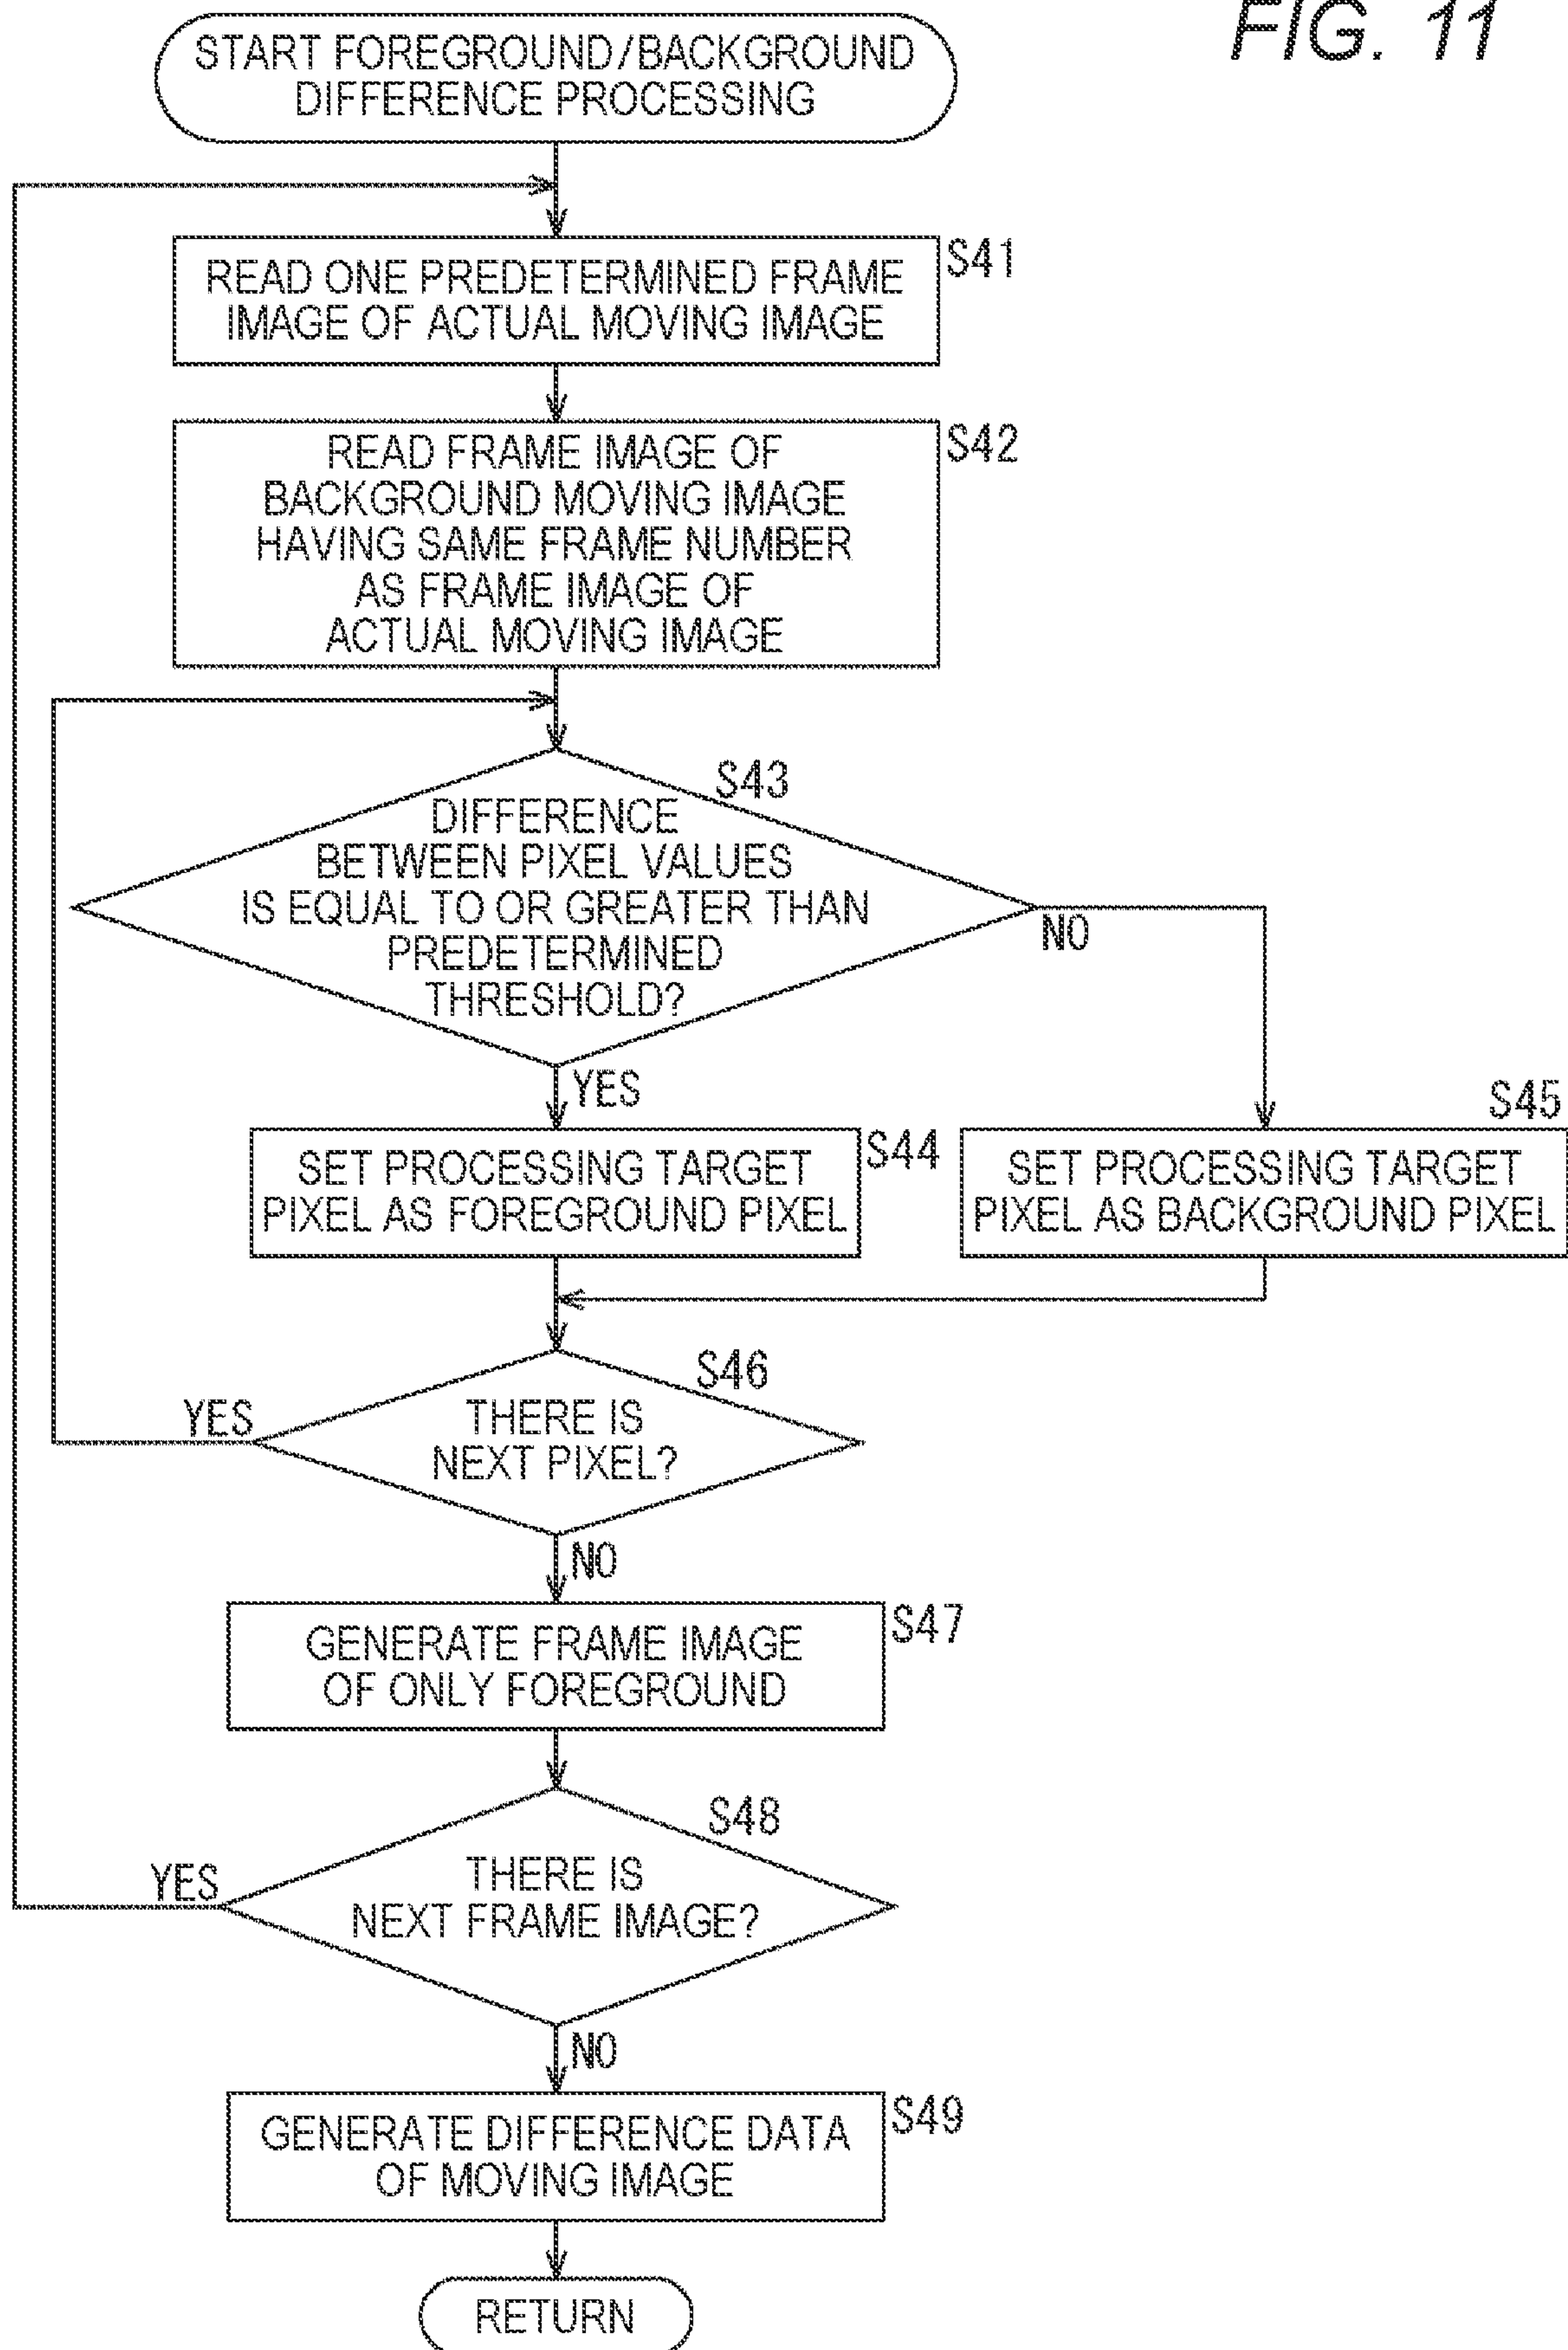 FIG. 11
START FOREGROUND/BACKGROUND
DIFFERENCE PROCESSING
S41
READ ONE PREDETERMINED FRAME
IMAGE OF ACTUAL MOVING IMAGE
S42
READ FRAME IMAGE OF
BACKGROUND MOVING IMAGE
HAVING SAME FRAME NUMBER
AS FRAME IMAGE OF
ACTUAL MOVING IMAGE
S43
DIFFERENCE
BETWEEN PIXEL VALUES
IS EQUAL TO OR GREATER THAN
PREDETERMINED
THRESHOLD?
NO
YES
S44
SET PROCESSING TARGET
PIXEL AS FOREGROUND PIXEL
S45
SET PROCESSING TARGET
PIXEL AS BACKGROUND PIXEL
S46
THERE IS
NEXT PIXEL?
YES
NO
S47
GENERATE FRAME IMAGE
OF ONLY FOREGROUND
S48
THERE IS
NEXT FRAME IMAGE?
YES
NO
S49
GENERATE DIFFERENCE DATA
OF MOVING IMAGE
RETURN